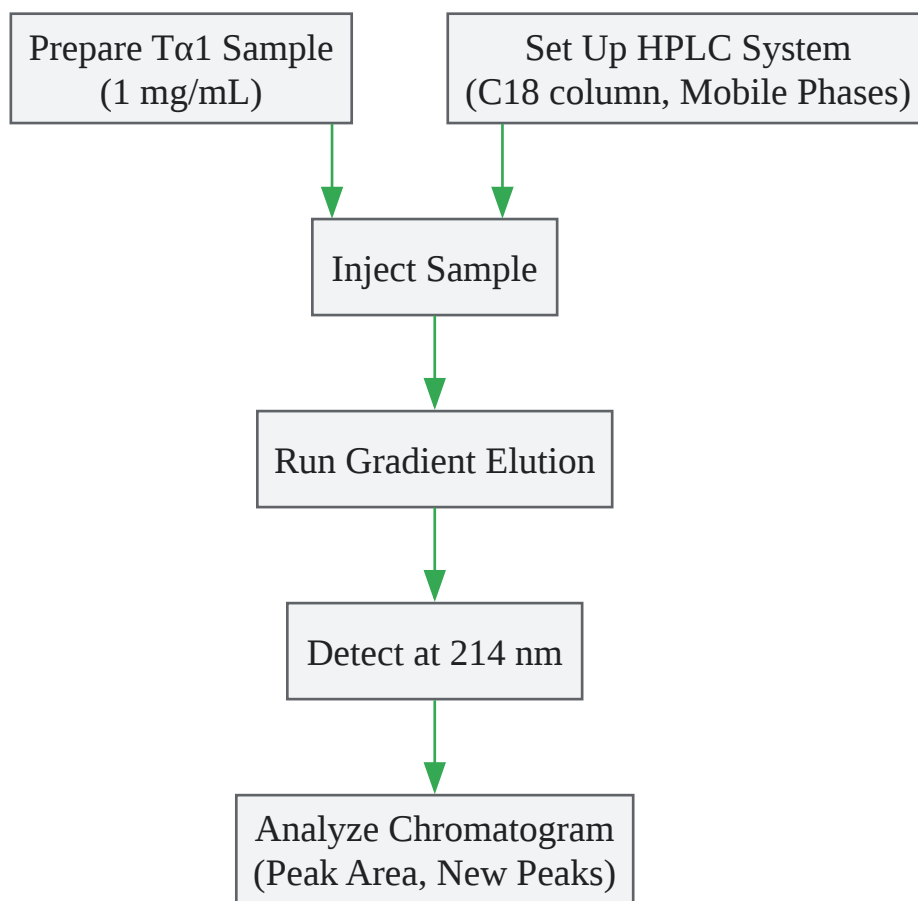 Prepare Tα1 Sample
(1 mg/mL)
Set Up HPLC System
(C18 column, Mobile Phases)
Inject Sample
Run Gradient Elution
Detect at 214 nm
Analyze Chromatogram
(Peak Area, New Peaks)